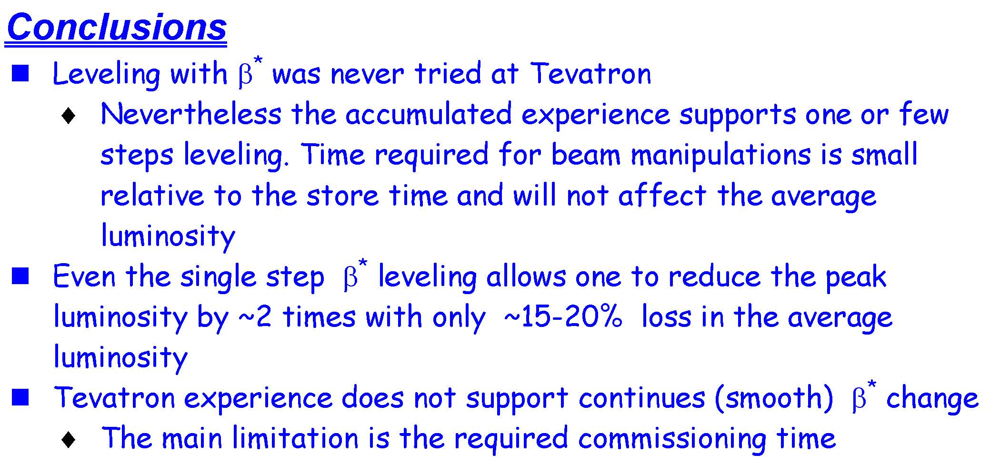 Conclusions
■ Leveling with β* was never tried at Tevatron
♦ Nevertheless the accumulated experience supports one or few
steps leveling. Time required for beam manipulations is small
relative to the store time and will not affect the average
luminosity
■ Even the single step β* leveling allows one to reduce the peak
luminosity by ~2 times with only ~15-20% loss in the average
luminosity
■ Tevatron experience does not support continues (smooth) β* change
♦ The main limitation is the required commissioning time